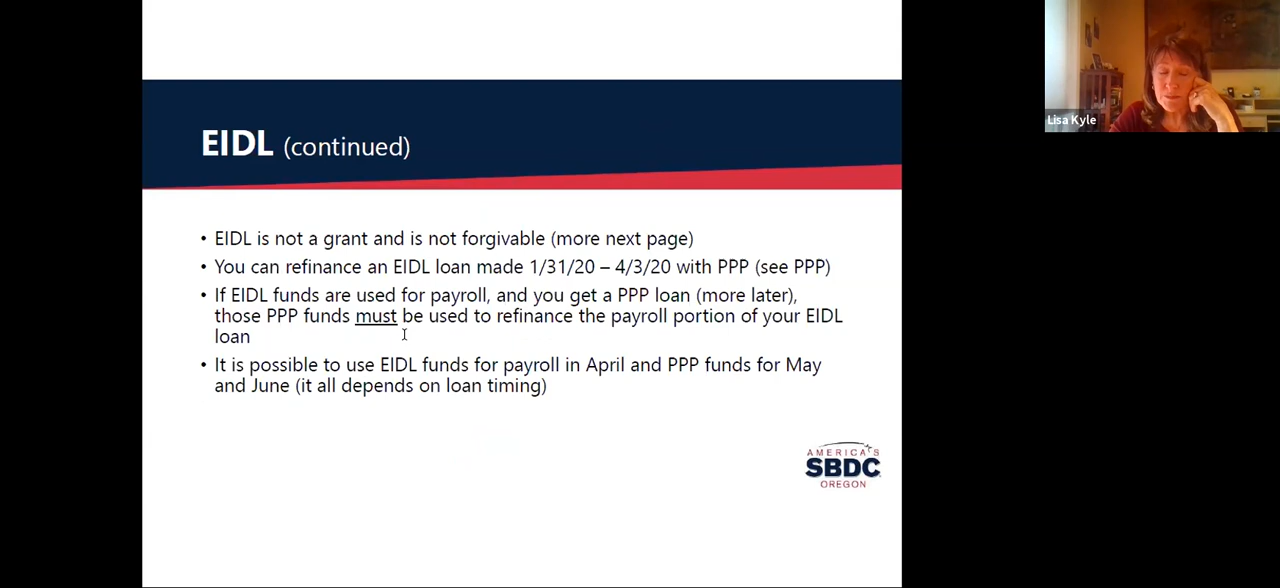 EIDL (continued)
• EIDL is not a grant and is not forgivable (more next page)
• You can refinance an EIDL loan made 1/31/20 – 4/3/20 with PPP (see PPP)
• If EIDL funds are used for payroll, and you get a PPP loan (more later),
those PPP funds must be used to refinance the payroll portion of your EIDL
loan
• It is possible to use EIDL funds for payroll in April and PPP funds for May
and June (it all depends on loan timing)
AMERICA'S
SBDC
OREGON
Lisa Kyle